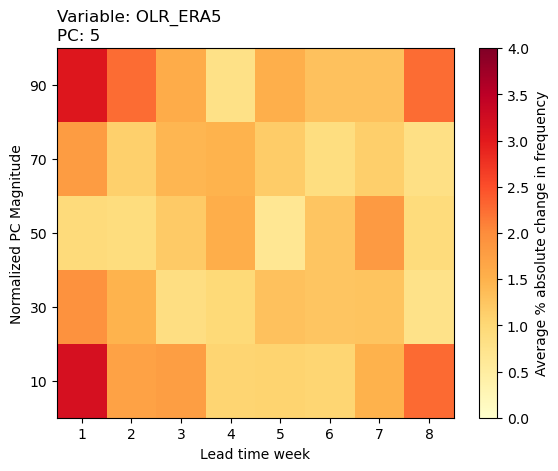 Variable: OLR_ERA5
PC: 5
Normalized PC Magnitude
90
70
50
30
10
1 2 3 4 5 6 7 8
Lead time week
4.0
3.5
3.0
2.5
2.0
1.5
1.0
0.5
0.0
Average % absolute change in frequency